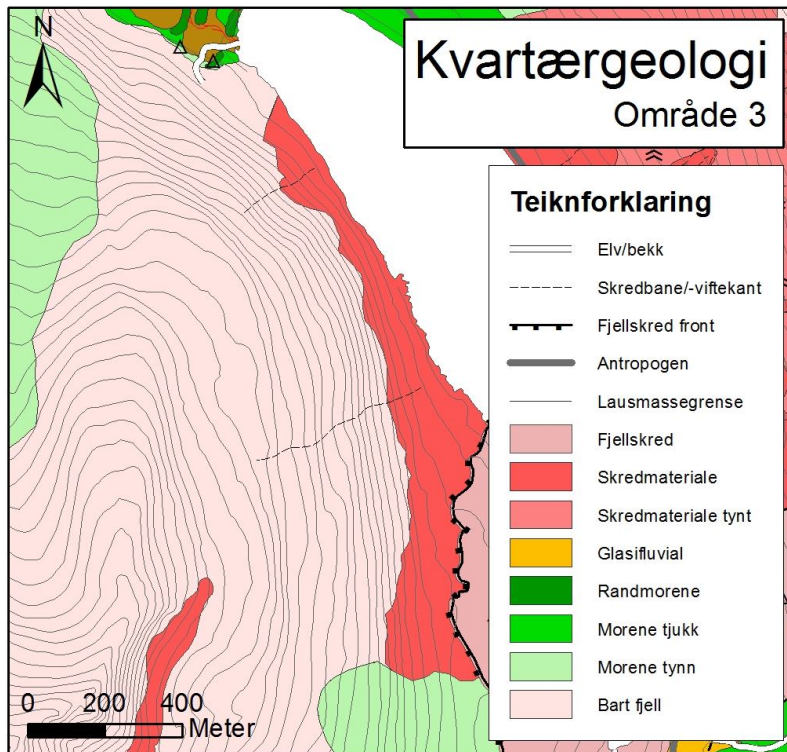 N
Kvartærgeologi
Område 3
Teiknforklaring
Elv/bekk
Skredbane/-viftekant
Fjellskred front
Antropogen
Lausmassegrense
Fjellskred
Skredmateriale
Skredmateriale tynt
Glasifluvial
Randmorene
Morene tjukk
Morene tynn
Bart fjell
0 200 400
Meter